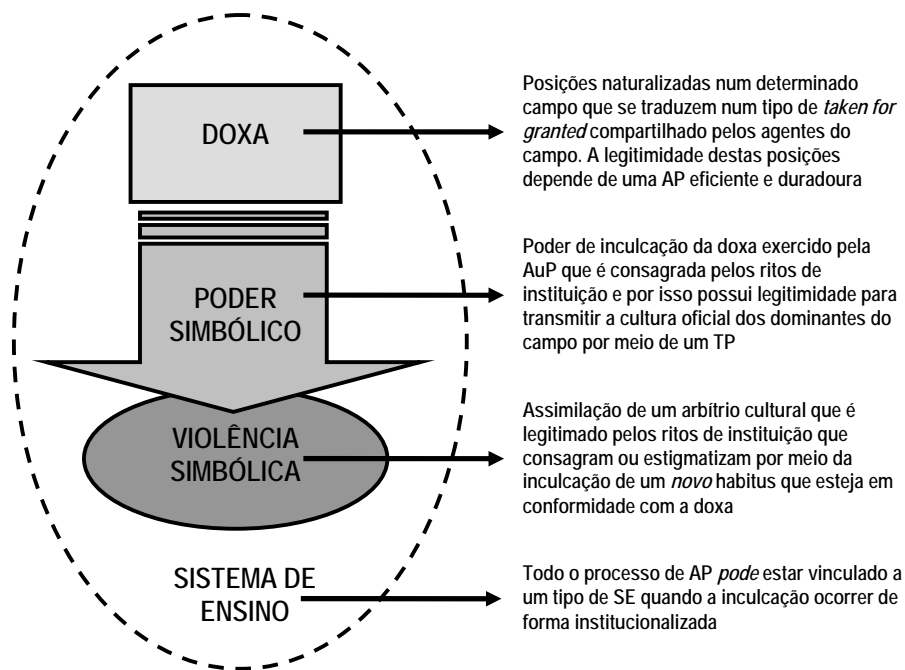 DOXA
Posições naturalizadas num determinado
campo que se traduzem num tipo de taken for
granted compartilhado pelos agentes do
campo. A legitimidade destas posições
depende de uma AP eficiente e duradoura
PODER
SIMBÓLICO
Poder de inculcação da doxa exercido pela
AuP que é consagrada pelos ritos de
instituição e por isso possui legitimidade para
transmitir a cultura oficial dos dominantes do
campo por meio de um TP
VIOLÊNCIA
SIMBÓLICA
Assimilação de um arbítrio cultural que é
legitimado pelos ritos de instituição que
consagram ou estigmatizam por meio da
inculcação de um novo habitus que esteja em
conformidade com a doxa
SISTEMA DE
ENSINO
Todo o processo de AP pode estar vinculado a
um tipo de SE quando a inculcação ocorrer de
forma institucionalizada